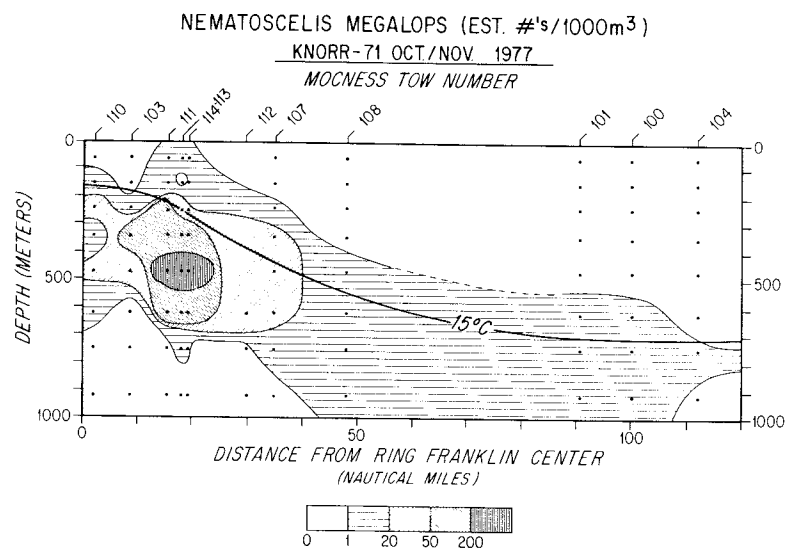 NEMATOSCELIS MEGALOPS (EST. #'s/1000m³)
KNORR-71 OCT./NOV. 1977
MOCNESS TOW NUMBER
110 103 111 114-113 112 107 108 101 100 104
0 0
DEPTH (METERS)
500 500
15°C
1000 1000
0 50 100
DISTANCE FROM RING FRANKLIN CENTER
(NAUTICAL MILES)
0 1 20 50 200